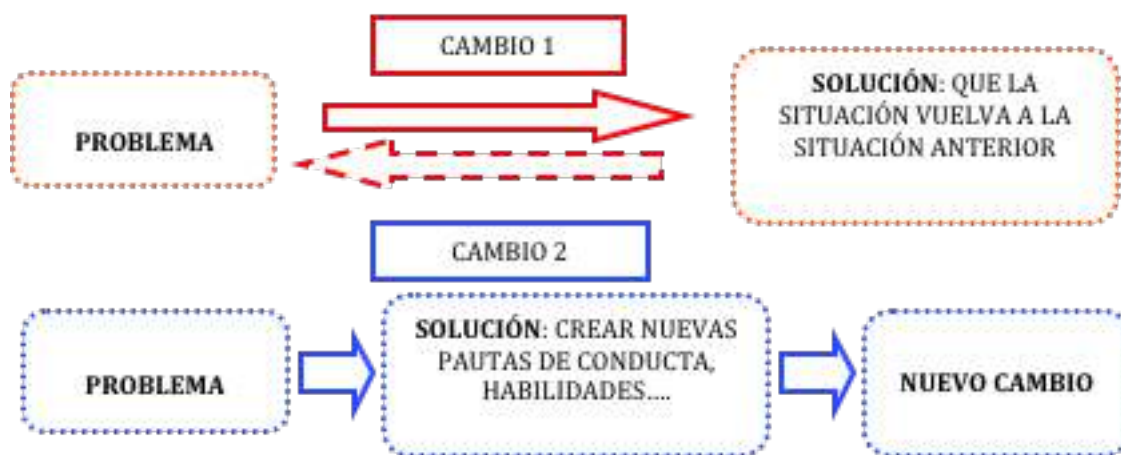 CAMBIO 1
PROBLEMA
SOLUCIÓN: QUE LA
SITUACIÓN VUELVA A LA
SITUACIÓN ANTERIOR
CAMBIO 2
PROBLEMA
SOLUCIÓN: CREAR NUEVAS
PAUTAS DE CONDUCTA,
HABILIDADES....
NUEVO CAMBIO